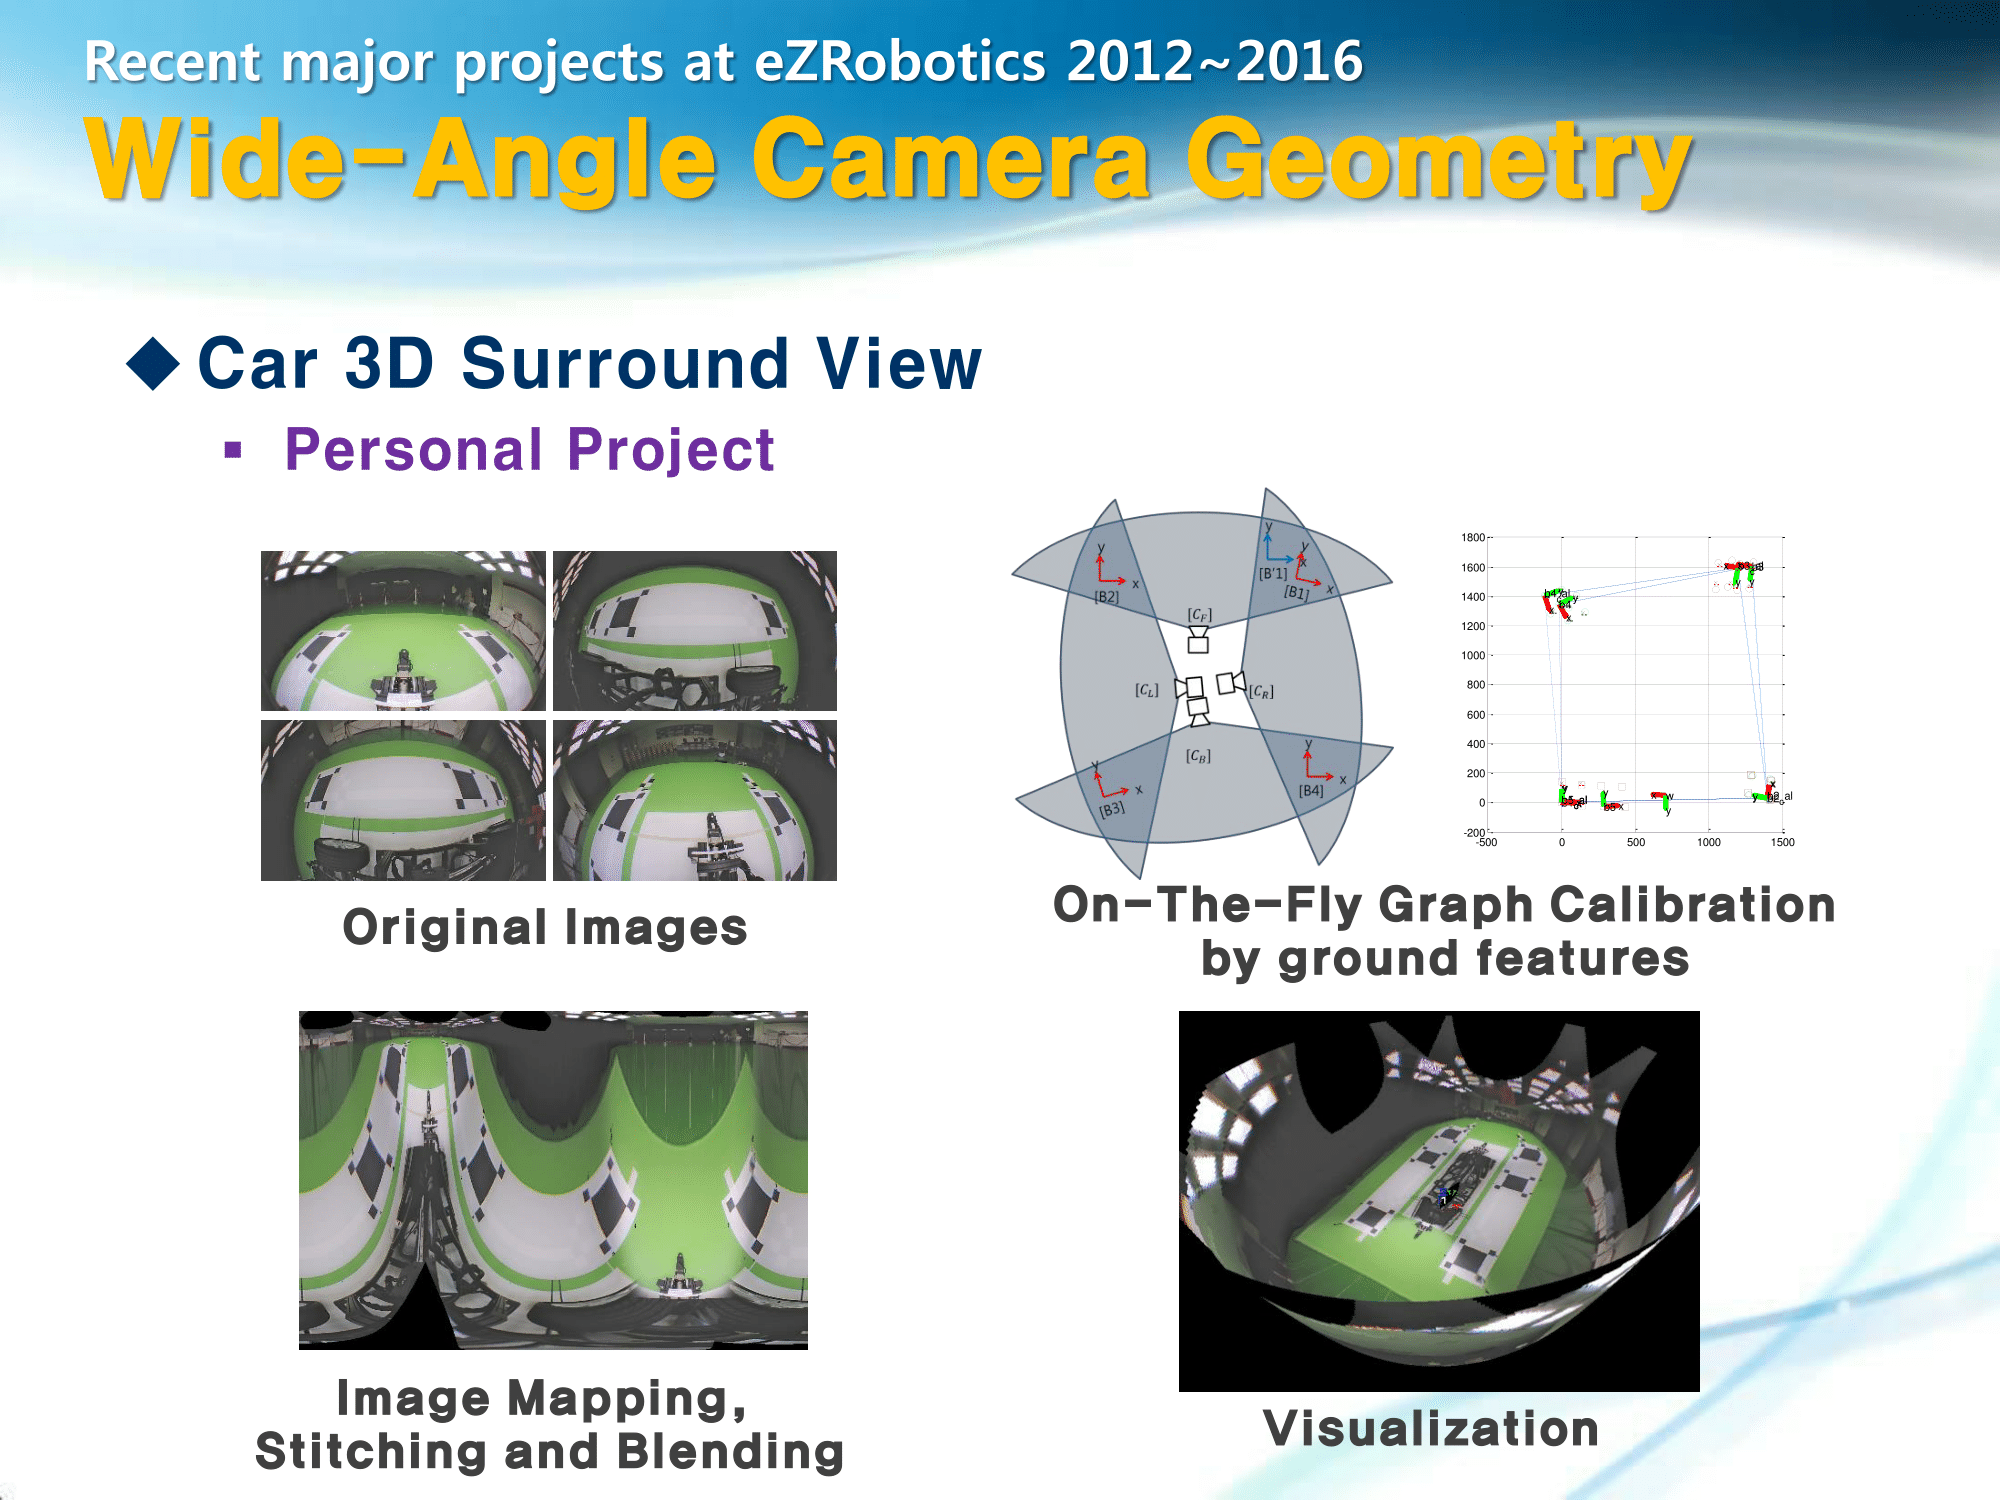 Recent major projects at eZRobotics 2012~2016
Wide-Angle Camera Geometry
Car 3D Surround View
Personal Project
Original Images
y
x
[B2]
y
[B'1]
y
x
x
[B1]
[C_F]
[C_L]
[C_R]
[C_B]
y
x
[B3]
y
x
[B4]
1800
1600
1400
1200
1000
800
600
400
200
0
-200
-500
0
500
1000
1500
On-The-Fly Graph Calibration
by ground features
Image Mapping,
Stitching and Blending
Visualization